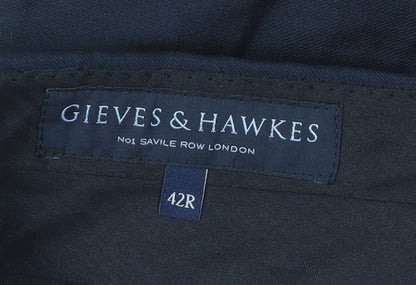 GIEVES & HAWKES
No1 SAVILE ROW LONDON
42R